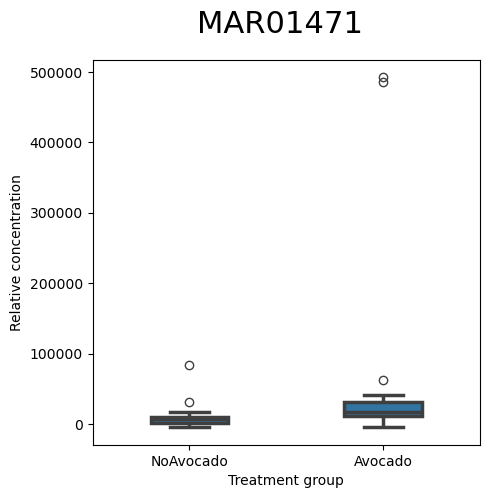 MAR01471
500000
400000
300000
200000
100000
0
Relative concentration
NoAvocado
Avocado
Treatment group